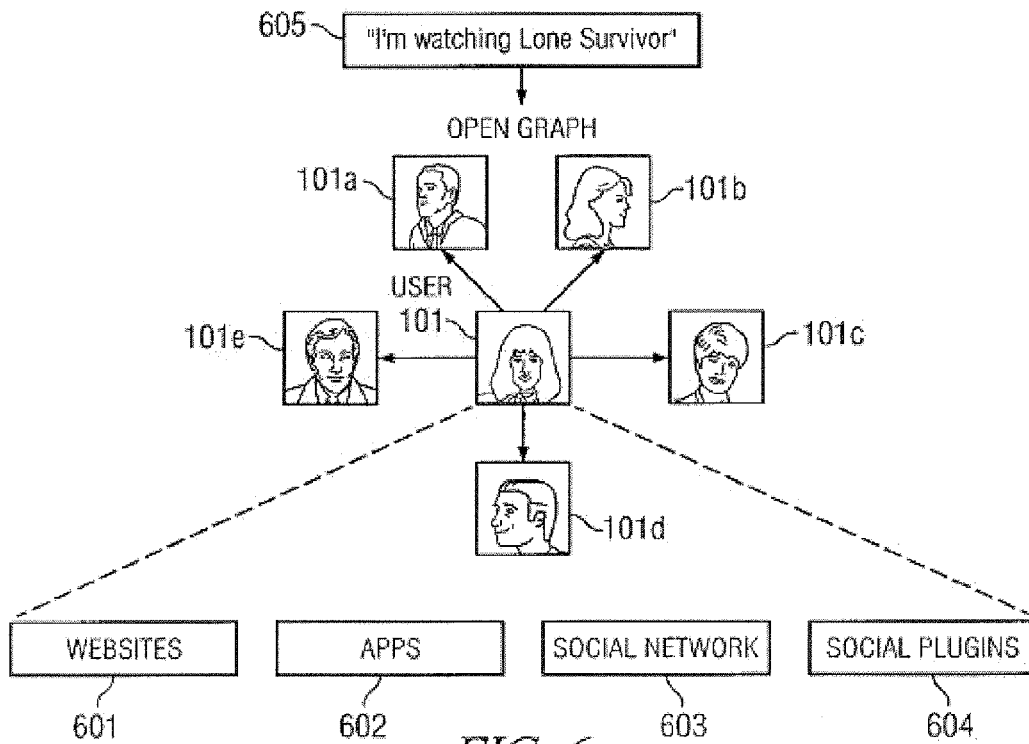 605
"I'm watching Lone Survivor"
OPEN GRAPH
101a
101b
USER
101
101e
101c
101d
WEBSITES
APPS
SOCIAL NETWORK
SOCIAL PLUGINS
601
602
603
604